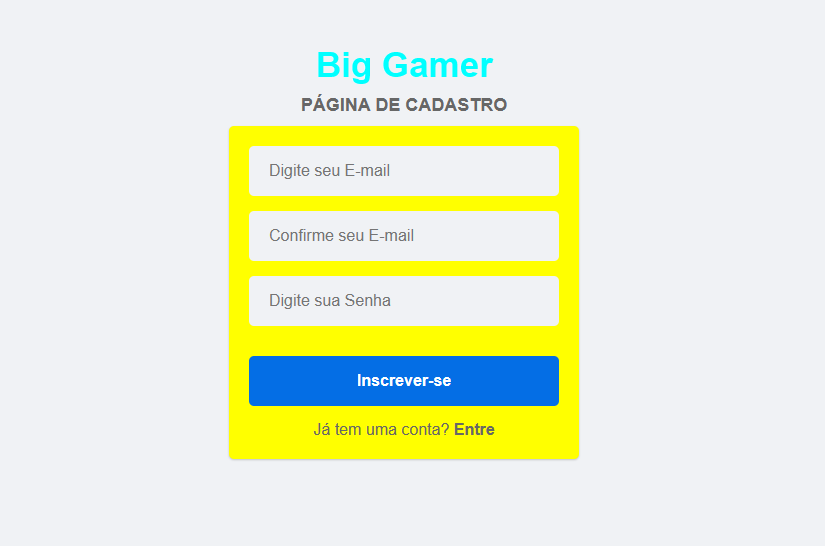 Big Gamer
PÁGINA DE CADASTRO
Digite seu E-mail
Confirme seu E-mail
Digite sua Senha
Inscrever-se
Já tem uma conta? Entre